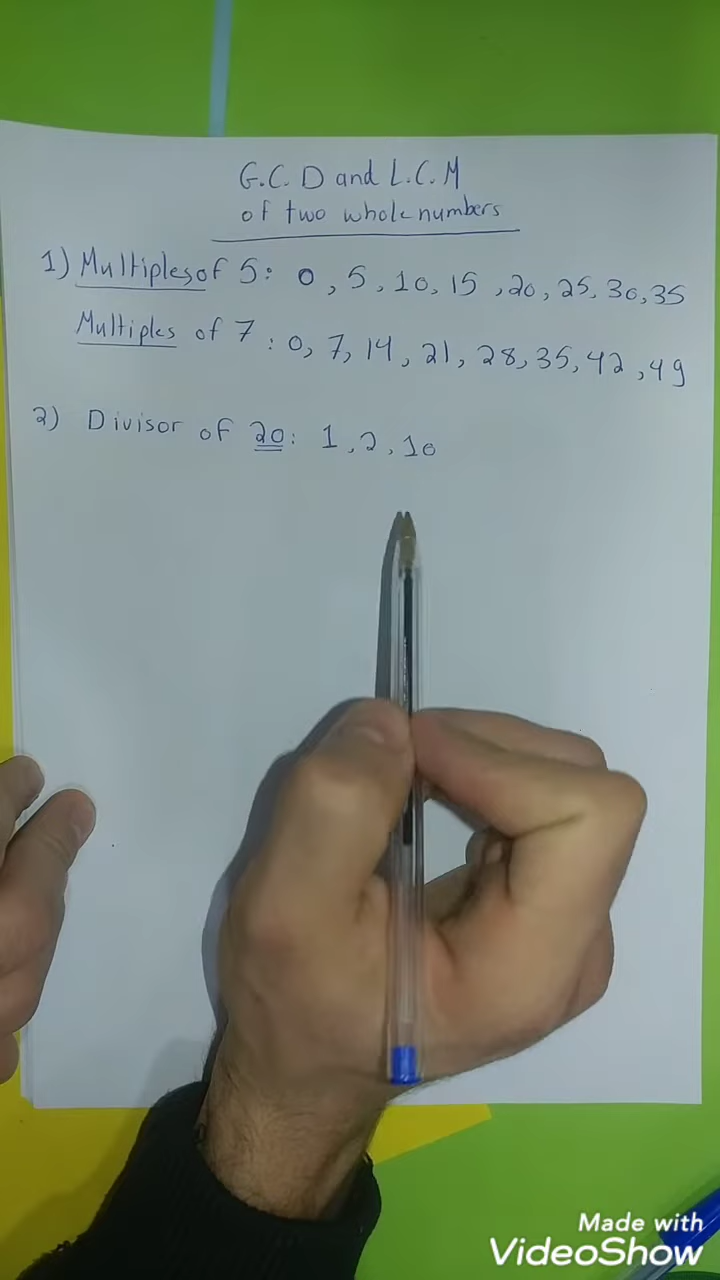 G.C.D and L.C.M
of two whole numbers
1) Multiples of 5: 0, 5, 10, 15, 20, 25, 30, 35
Multiples of 7: 0, 7, 14, 21, 28, 35, 42, 49
2) Divisor of 20: 1, 2, 10
Made with
VideoShow